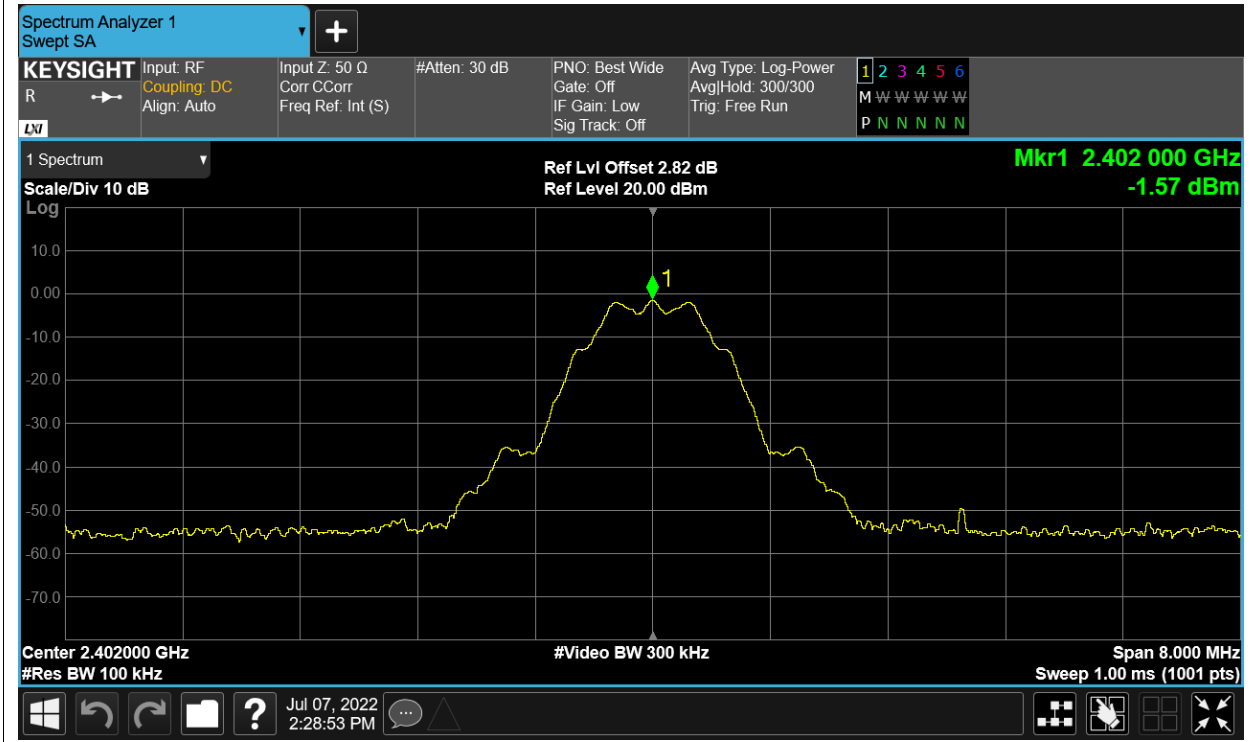 Spectrum Analyzer 1
Swept SA
+
KEYSIGHT Input: RF Input Z: 50 Ω #Atten: 30 dB PNO: Best Wide Avg Type: Log-Power 1 2 3 4 5 6
R Coupling: DC Corr CCorr Gate: Off Avg|Hold: 300/300 M W W W W W W
Align: Auto Freq Ref: Int (S) IF Gain: Low Trig: Free Run
LXI Sig Track: Off P N N N N N N
1 Spectrum Ref Lvl Offset 2.82 dB Mkr1 2.402 000 GHz
Scale/Div 10 dB Ref Level 20.00 dBm -1.57 dBm
Log
10.0
1
0.00
-10.0
-20.0
-30.0
-40.0
-50.0
-60.0
-70.0
Center 2.402000 GHz #Video BW 300 kHz Span 8.000 MHz
#Res BW 100 kHz Sweep 1.00 ms (1001 pts)
? Jul 07, 2022
2:28:53 PM